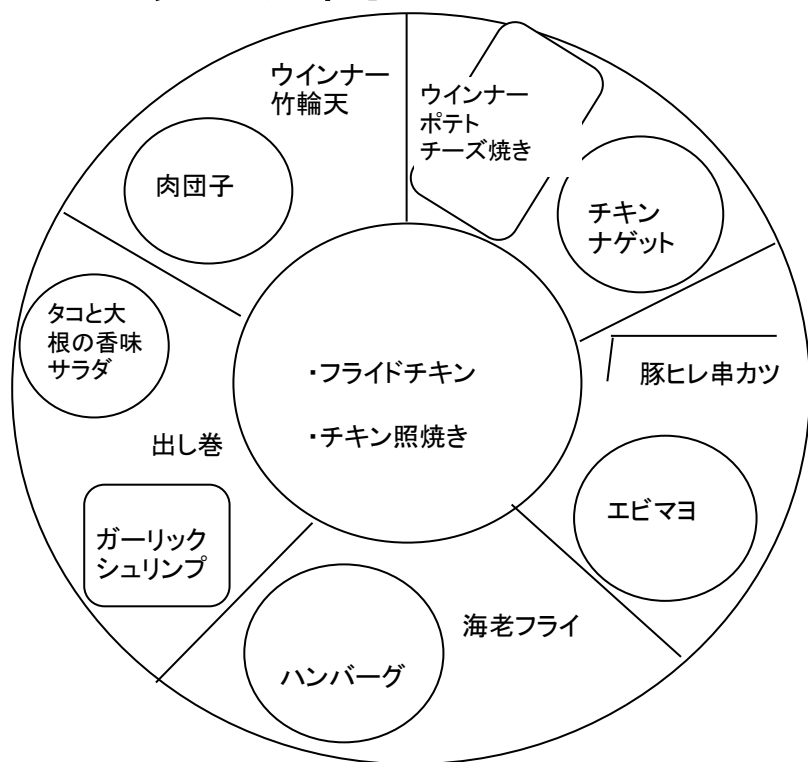 ウインナー
竹輪天
ウインナー
ポテト
チーズ焼き
肉団子
チキン
ナゲット
タコと大
根の香味
サラダ
・フライドチキン
・チキン照焼き
豚ヒレ串カツ
出し巻
エビマヨ
ガーリック
シュリンプ
海老フライ
ハンバーグ